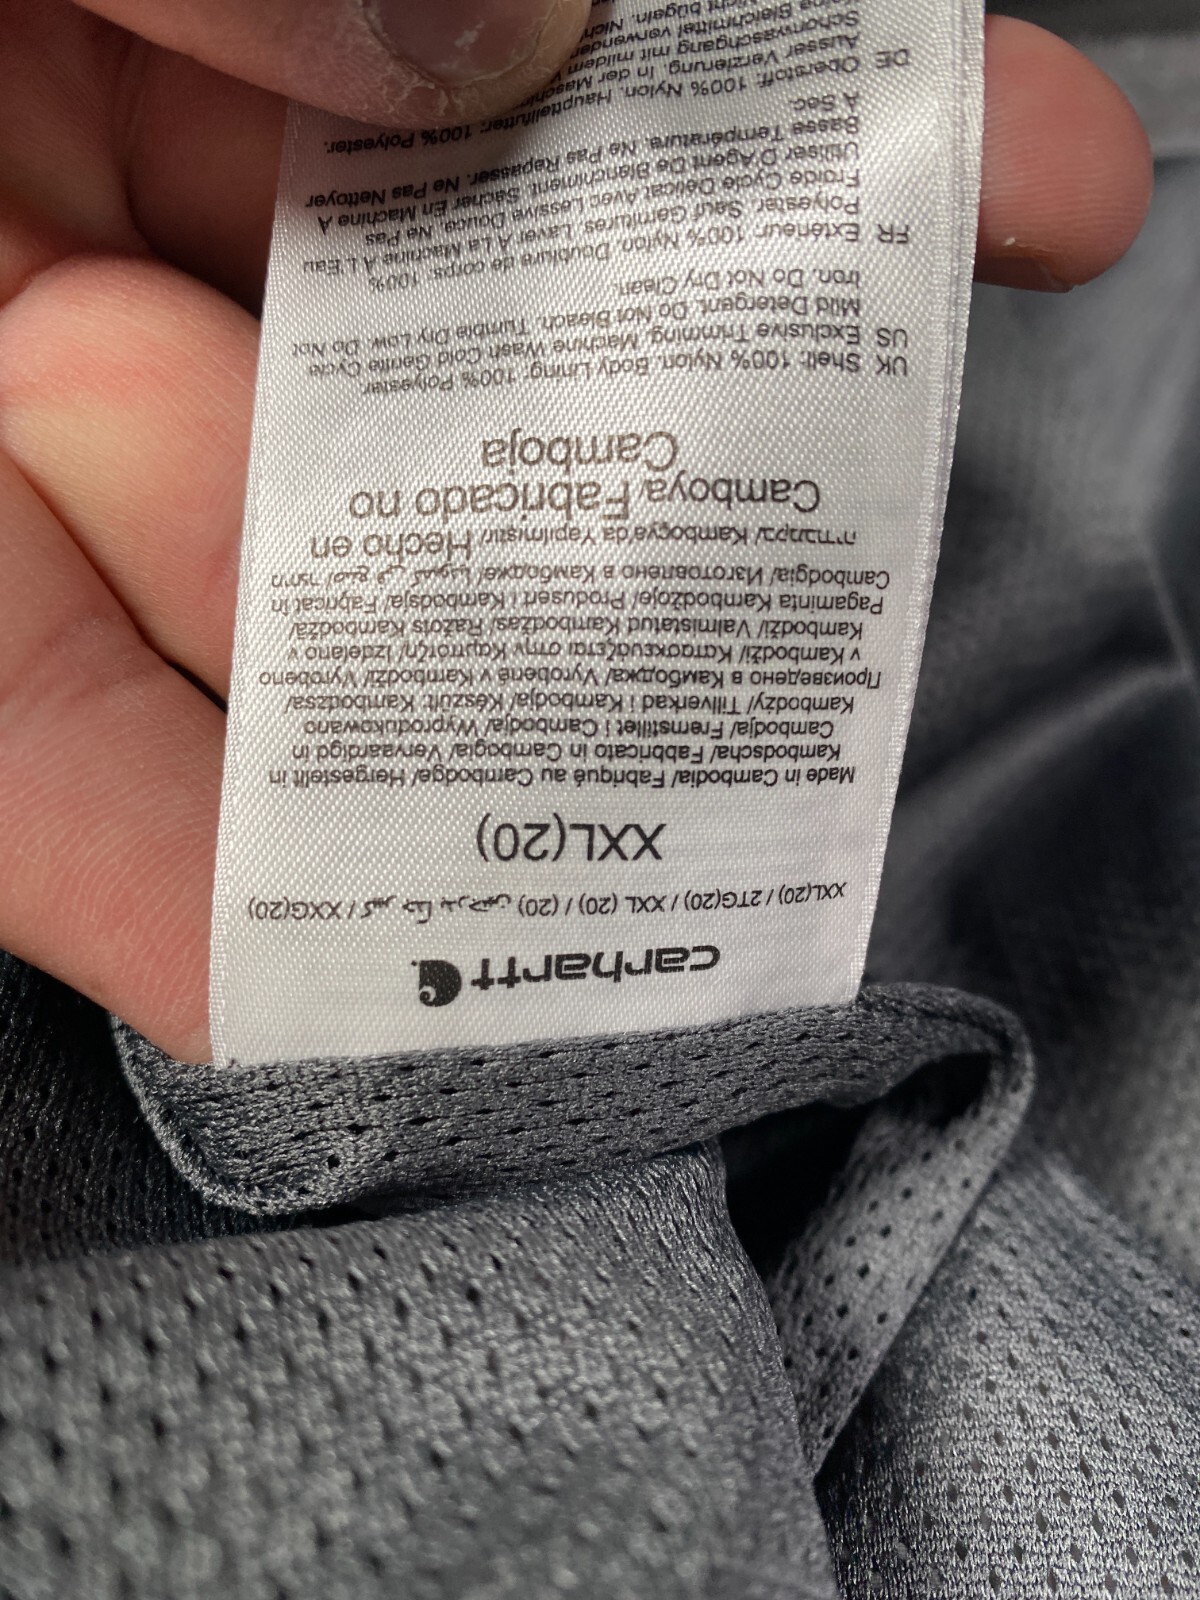 carhartt
XXL(20) / 2TG(20) / XXL (20) / (20) / XXG(20)
XXL(20)
Made in Cambodia/ Fabriqué au Cambodge/ Hergestellt in
Kambodscha/ Fabbricato in Cambogia/ Vervaardigd in
Cambodja/ Fremstillet i Cambodja/ Wyprodukowano
Kambodży/ Tillverkad i Kambodja/ Készült: Kambodzsa/
Произведено в Камбоджа/ Vyrobené v Kambodži/ Vyrobeno
v Kambodži/ Κατασκευάζεται στην Καμπότζη/ Izdelano v
Kambodži/ Valmistatud Kambodžas/ Ražots Kambodžā/
Pagaminta Kambodžoje/ Produsert i Kambodsja/ Fabricat în
Cambodgia/ Изготовлено в Камбодже/
Kamboçya'da Yapılmıştır/ Hecho en
Camboya/Fabricado no
Camboja
UK Shell: 100% Nylon. Body Lining: 100% Polyester
US Exclusive Trimming. Machine Wash Cold Gentle Cycle
Mild Detergent. Do Not Bleach. Tumble Dry Low. Do Not
Iron. Do Not Dry Clean.
FR Extérieur: 100% Nylon. Doublure de corps: 100%
Polyester. Sauf Garnitures. Laver À La Machine À L'Eau
Froide Cycle Délicat Avec Lessive Douce. Ne Pas
Utiliser D'Agent De Blanchiment. Sécher En Machine À
Basse Température. Ne Pas Repasser. Ne Pas Nettoyer
À Sec.
DE Oberstoff: 100% Nylon. Hauptteilfutter: 100% Polyester.
Ausser Verzierung. In der
Schonwaschgang mit mildem
Keine Bleichmittel verwenden
Nicht bügeln.